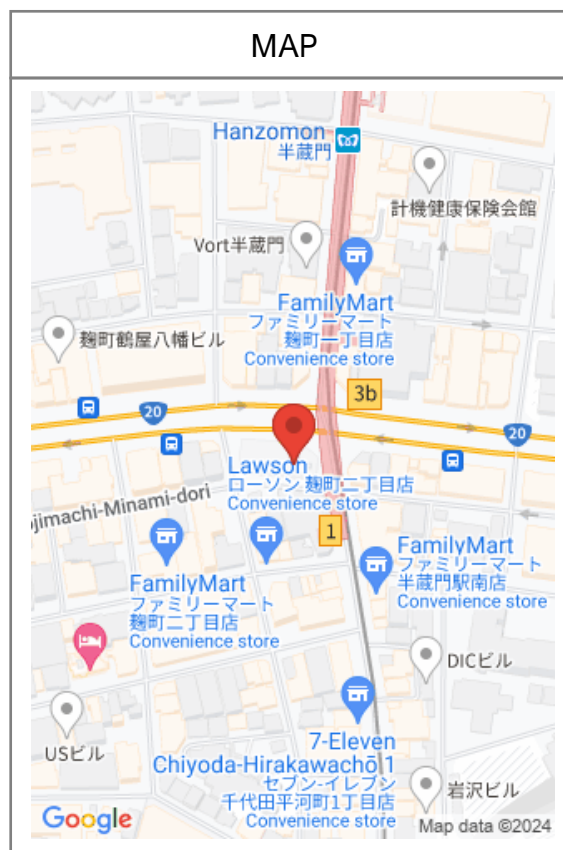 MAP
Hanzomon
半蔵門
計機健康保険会館
Vort半蔵門
FamilyMart
ファミリーマート
麹町一丁目店
Convenience store
麹町鶴屋八幡ビル
3b
20
20
Lawson
ローソン 麹町二丁目店
Convenience store
ojimachi-Minami-dori
1
FamilyMart
ファミリーマート
半蔵門駅南店
Convenience store
FamilyMart
ファミリーマート
麹町二丁目店
Convenience store
DICビル
USビル
7-Eleven
Chiyoda-Hirakawachō 1
セブン-イレブン
千代田平河町1丁目店
Convenience store
岩沢ビル
Google
Map data ©2024